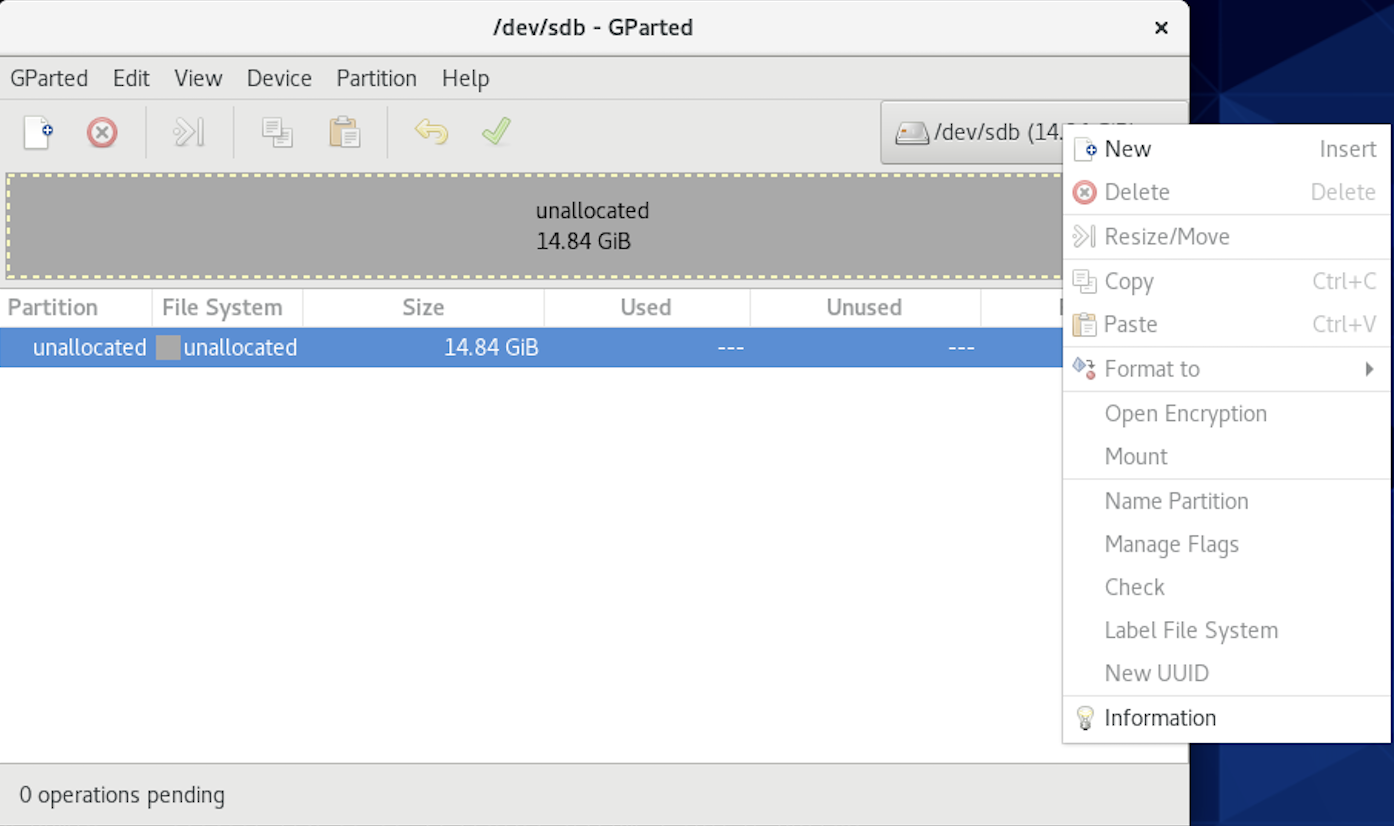 /dev/sdb - GParted
GParted Edit View Device Partition Help
/dev/sdb (14.
unallocated
14.84 GiB
Partition File System Size Used Unused
unallocated unallocated 14.84 GiB --- ---
New Insert
Delete Delete
Resize/Move
Copy Ctrl+C
Paste Ctrl+V
Format to
Open Encryption
Mount
Name Partition
Manage Flags
Check
Label File System
New UUID
Information
0 operations pending